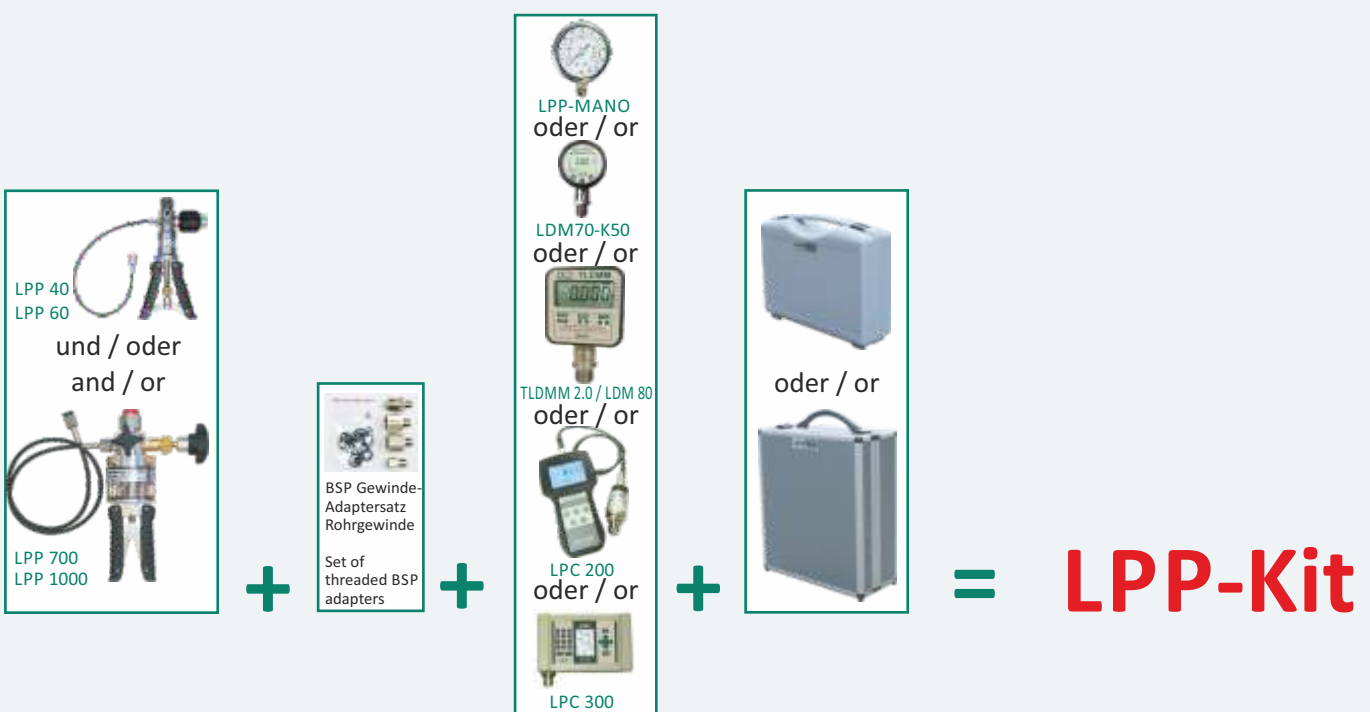 LPP 40
LPP 60
und / oder
and / or
LPP 700
LPP 1000
+
BSP Gewinde-
Adaptersatz
Rohrgewinde
Set of
threaded BSP
adapters
+
LPP-MANO
oder / or
LDM70-K50
oder / or
TLDMM
0.000
TLDMM 2.0 / LDM 80
oder / or
LPC 200
oder / or
LPC 300
+
oder / or
=
LPP-Kit